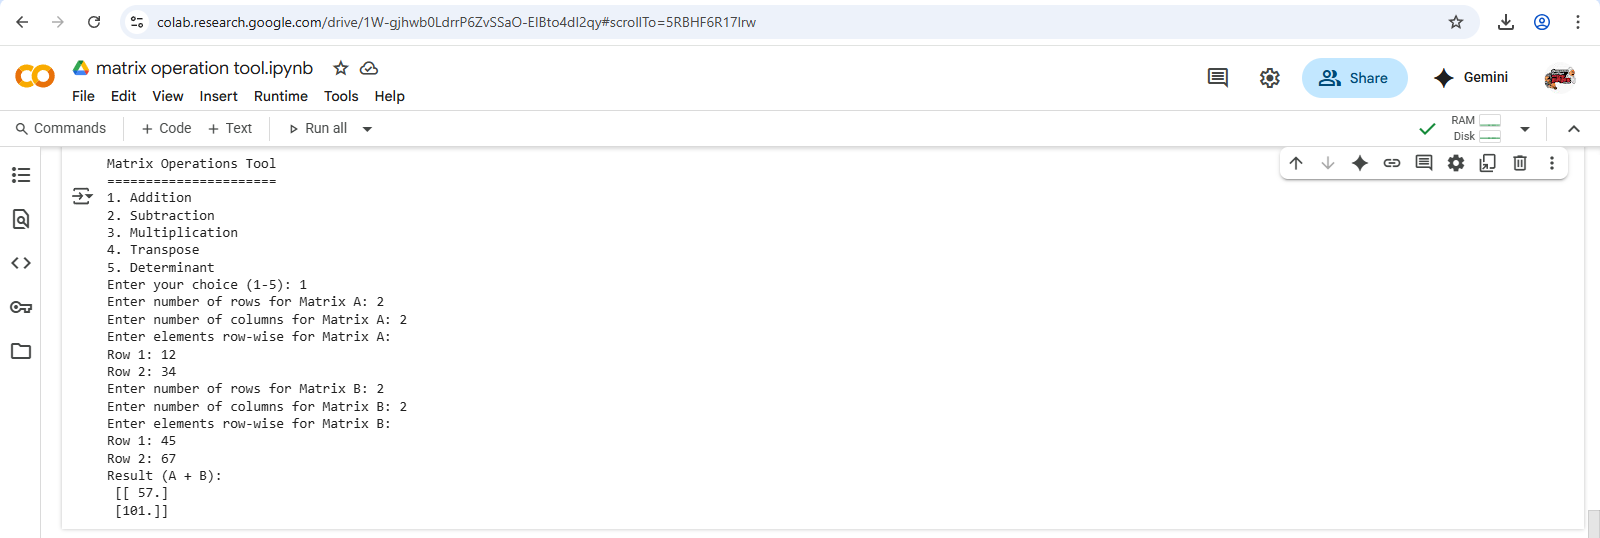 colab.research.google.com/drive/1W-gjhwb0LdrrP6ZvSSaO-EIBto4dI2qy#scrollTo=5RBHF6R17Irw
matrix operation tool.ipynb
File Edit View Insert Runtime Tools Help
Share
Gemini
Commands + Code + Text Run all
RAM
Disk
Matrix Operations Tool
======================
1. Addition
2. Subtraction
3. Multiplication
4. Transpose
5. Determinant
Enter your choice (1-5): 1
Enter number of rows for Matrix A: 2
Enter number of columns for Matrix A: 2
Enter elements row-wise for Matrix A:
Row 1: 12
Row 2: 34
Enter number of rows for Matrix B: 2
Enter number of columns for Matrix B: 2
Enter elements row-wise for Matrix B:
Row 1: 45
Row 2: 67
Result (A + B):
[[ 57.]
[101.]]